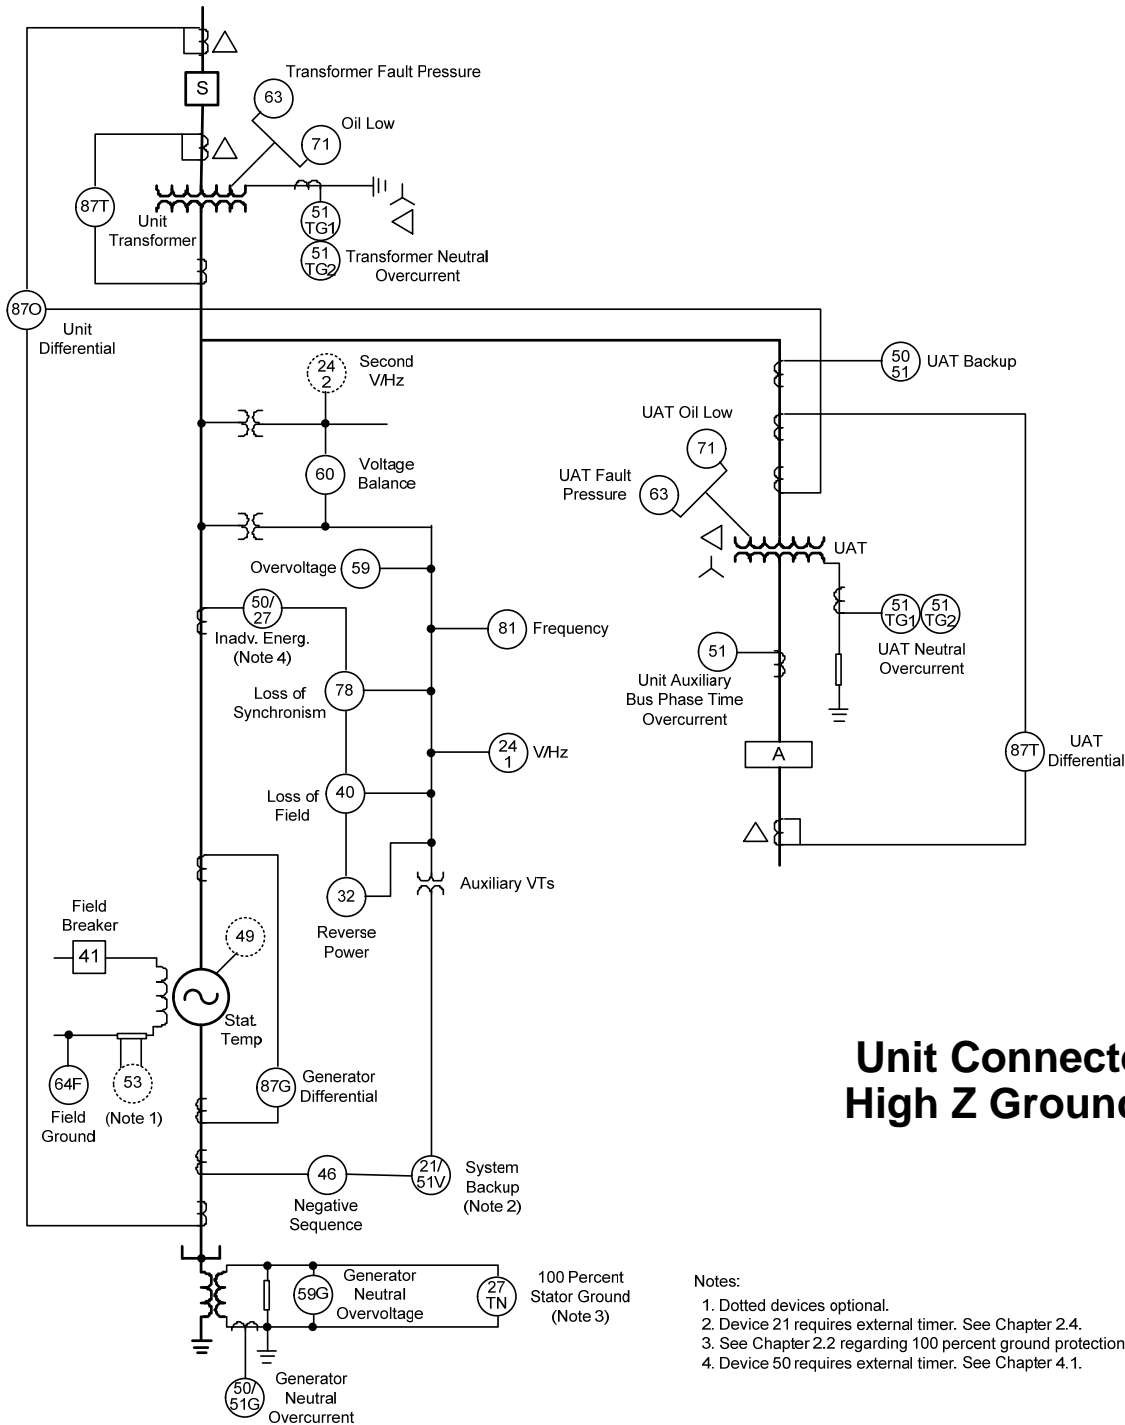 S
Transformer Fault Pressure
63
Oil Low
71
87T
Unit
Transformer
51
TG1
51
TG2
Transformer Neutral
Overcurrent
87O
Unit
Differential
24
2
Second
V/Hz
50
51
UAT Backup
60
Voltage
Balance
UAT Oil Low
71
UAT Fault
Pressure
63
UAT
Overvoltage
59
50/
27
Inadv. Energ.
(Note 4)
81
Frequency
51
TG1
51
TG2
UAT Neutral
Overcurrent
51
Unit Auxiliary
Bus Phase Time
Overcurrent
Loss of
Synchronism
78
24
1
V/Hz
A
87T
UAT
Differential
Loss of
Field
40
32
Reverse
Power
Auxiliary VTs
Field
Breaker
41
49
Stat.
Temp
64F
Field
Ground
53
(Note 1)
87G
Generator
Differential
Unit Connecte
High Z Ground
46
Negative
Sequence
21/
51V
System
Backup
(Note 2)
59G
Generator
Neutral
Overvoltage
27
TN
100 Percent
Stator Ground
(Note 3)
50/
51G
Generator
Neutral
Overcurrent
Notes:
1. Dotted devices optional.
2. Device 21 requires external timer. See Chapter 2.4.
3. See Chapter 2.2 regarding 100 percent ground protection
4. Device 50 requires external timer. See Chapter 4.1.